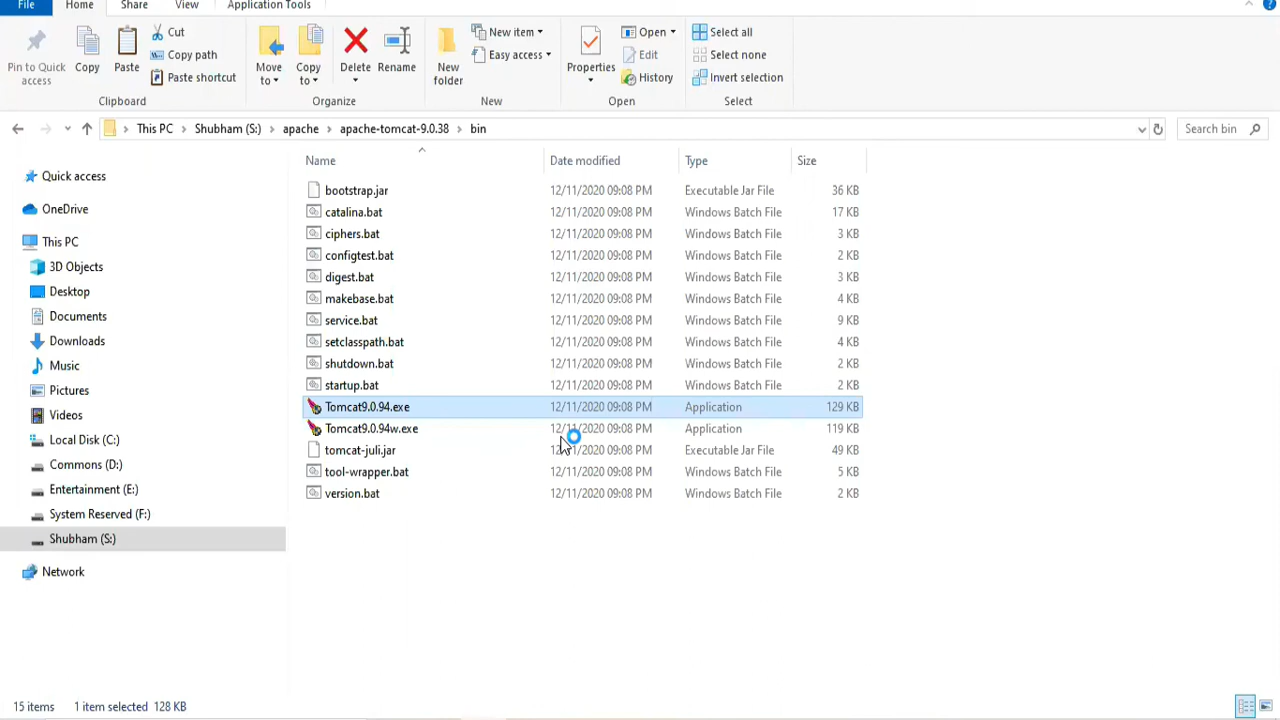 File Home Share View Application Tools
Pin to Quick access
Copy
Paste
Cut
Copy path
Paste shortcut
Clipboard
Move to
Copy to
Delete
Rename
Organize
New folder
New item
Easy access
New
Properties
Open
Edit
History
Open
Select all
Select none
Invert selection
Select
This PC > Shubham (S:) > apache > apache-tomcat-9.0.38 > bin
Search bin
Quick access
OneDrive
This PC
3D Objects
Desktop
Documents
Downloads
Music
Pictures
Videos
Local Disk (C:)
Commons (D:)
Entertainment (E:)
System Reserved (F:)
Shubham (S:)
Network
Name Date modified Type Size
bootstrap.jar 12/11/2020 09:08 PM Executable Jar File 36 KB
catalina.bat 12/11/2020 09:08 PM Windows Batch File 17 KB
ciphers.bat 12/11/2020 09:08 PM Windows Batch File 3 KB
configtest.bat 12/11/2020 09:08 PM Windows Batch File 2 KB
digest.bat 12/11/2020 09:08 PM Windows Batch File 3 KB
makebase.bat 12/11/2020 09:08 PM Windows Batch File 4 KB
service.bat 12/11/2020 09:08 PM Windows Batch File 9 KB
setclasspath.bat 12/11/2020 09:08 PM Windows Batch File 4 KB
shutdown.bat 12/11/2020 09:08 PM Windows Batch File 2 KB
startup.bat 12/11/2020 09:08 PM Windows Batch File 2 KB
Tomcat9.0.94.exe 12/11/2020 09:08 PM Application 129 KB
Tomcat9.0.94w.exe 12/11/2020 09:08 PM Application 119 KB
tomcat-juli.jar 12/11/2020 09:08 PM Executable Jar File 49 KB
tool-wrapper.bat 12/11/2020 09:08 PM Windows Batch File 5 KB
version.bat 12/11/2020 09:08 PM Windows Batch File 2 KB
15 items 1 item selected 128 KB